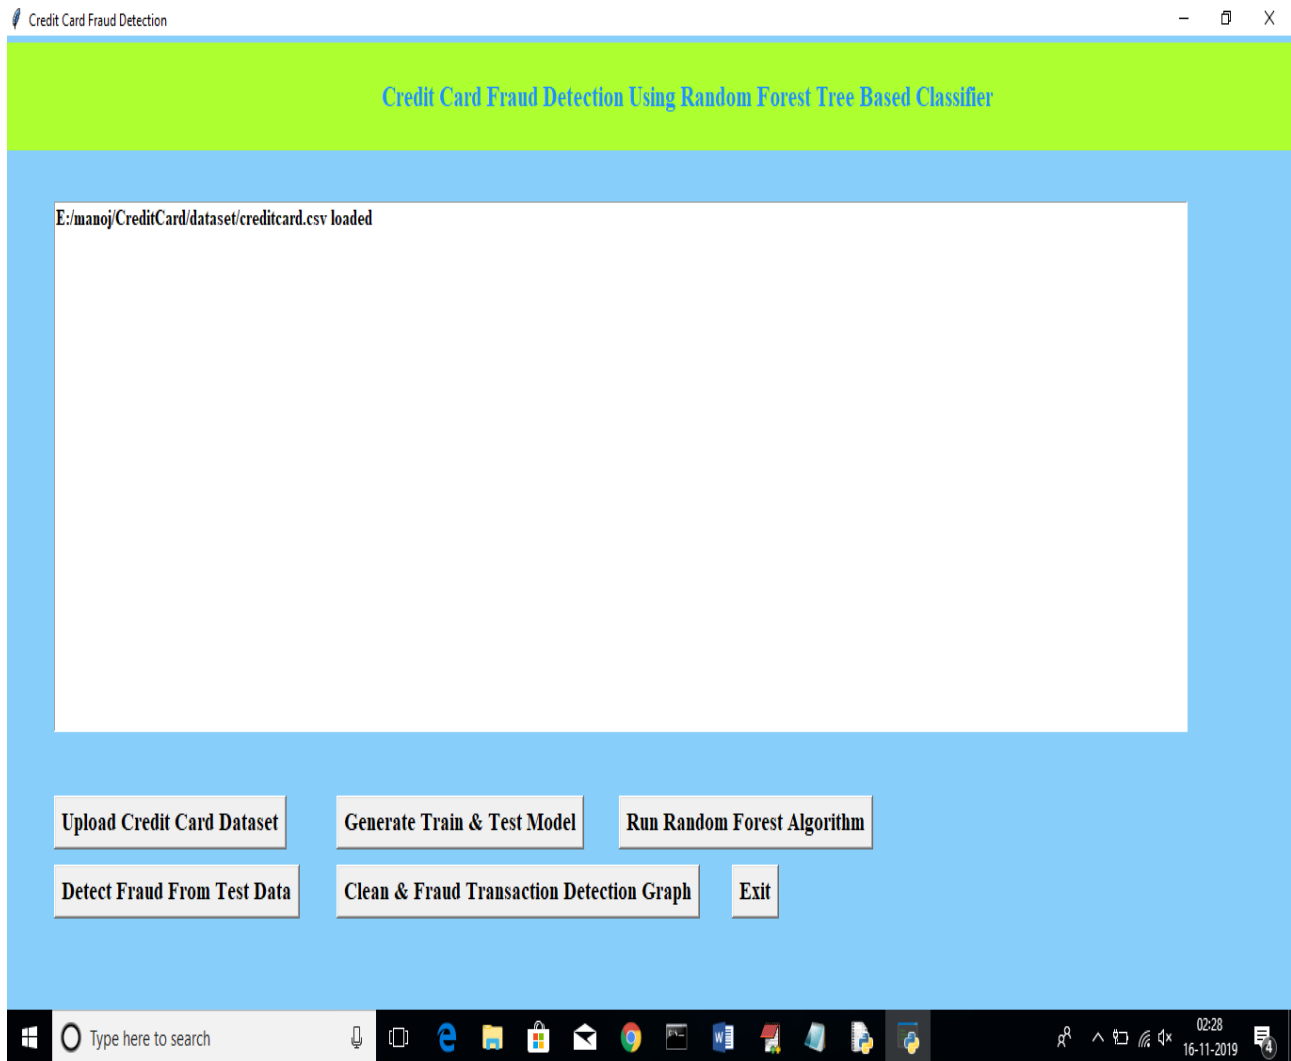 Credit Card Fraud Detection
Credit Card Fraud Detection Using Random Forest Tree Based Classifier
E:/manoj/CreditCard/dataset/creditcard.csv loaded
Upload Credit Card Dataset
Generate Train & Test Model
Run Random Forest Algorithm
Detect Fraud From Test Data
Clean & Fraud Transaction Detection Graph
Exit
Type here to search
02:28
16-11-2019
4